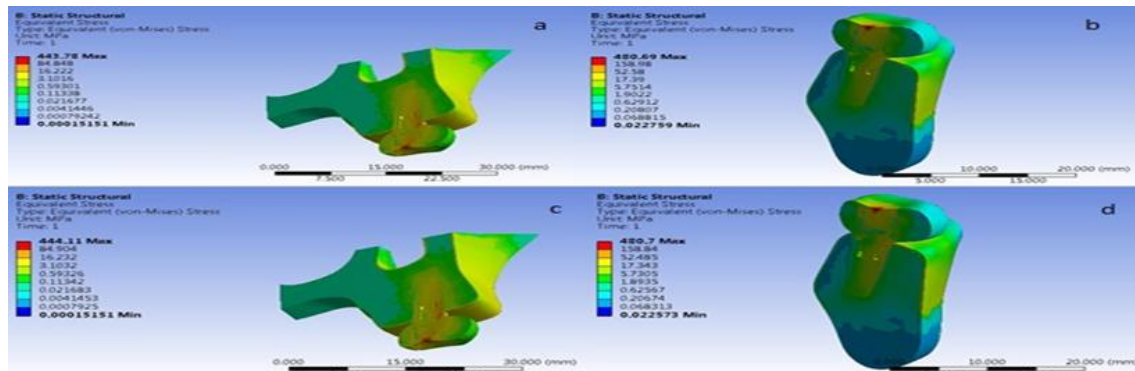 B: Static Structural
Equivalent Stress
Type: Equivalent (von-Mises) Stress
Unit: MPa
Time: 1
443.78 Max
84.848
16.222
3.1016
0.59301
0.11338
0.021677
0.0041446
0.00079242
0.00015151 Min
a
0.000
15.000
30.000 (mm)
7.500
22.500
B: Static Structural
Equivalent Stress
Type: Equivalent (von-Mises) Stress
Unit: MPa
Time: 1
480.69 Max
158.98
52.58
17.39
5.7514
1.9022
0.62912
0.20807
0.068815
0.022759 Min
b
10.000
20.000 (mm)
5.000
15.000
B: Static Structural
Equivalent Stress
Type: Equivalent (von-Mises) Stress
Unit: MPa
Time: 1
444.11 Max
84.904
16.232
3.1032
0.59326
0.11342
0.021683
0.0041453
0.0007925
0.00015151 Min
c
0.000
15.000
30.000 (mm)
B: Static Structural
Equivalent Stress
Type: Equivalent (von-Mises) Stress
Unit: MPa
Time: 1
480.7 Max
158.84
52.485
17.343
5.7305
1.8935
0.62567
0.20674
0.068313
0.022573 Min
d
10.000
20.000 (mm)